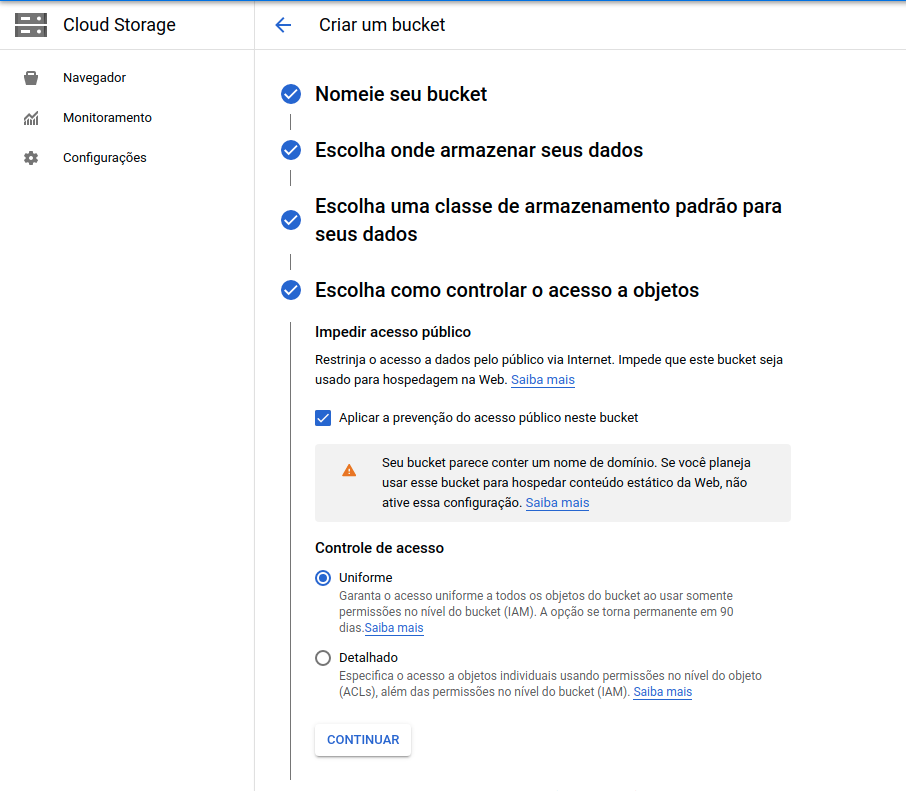 Cloud Storage
Criar um bucket
Navegador
Monitoramento
Configurações
Nomeie seu bucket
Escolha onde armazenar seus dados
Escolha uma classe de armazenamento padrão para
seus dados
Escolha como controlar o acesso a objetos
Impedir acesso público
Restrinja o acesso a dados pelo público via Internet. Impede que este bucket seja
usado para hospedagem na Web. Saiba mais
Aplicar a prevenção do acesso público neste bucket
Seu bucket parece conter um nome de domínio. Se você planeja
usar esse bucket para hospedar conteúdo estático da Web, não
ative essa configuração. Saiba mais
Controle de acesso
Uniforme
Garanta o acesso uniforme a todos os objetos do bucket ao usar somente
permissões no nível do bucket (IAM). A opção se torna permanente em 90
dias.Saiba mais
Detalhado
Especifica o acesso a objetos individuais usando permissões no nível do objeto
(ACLs), além das permissões no nível do bucket (IAM). Saiba mais
CONTINUAR